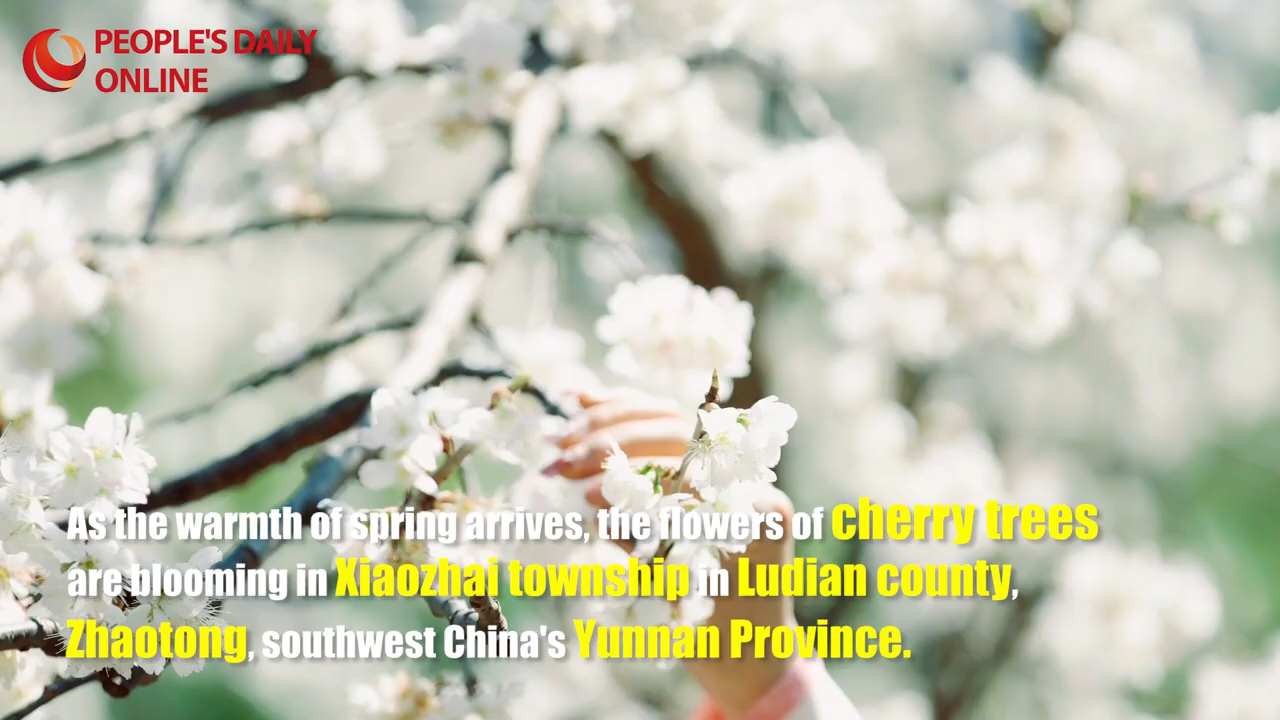 PEOPLE'S DAILY
ONLINE
As the warmth of spring arrives, the flowers of cherry trees
are blooming in Xiaozhai township in Ludian county,
Zhaotong, southwest China's Yunnan Province.